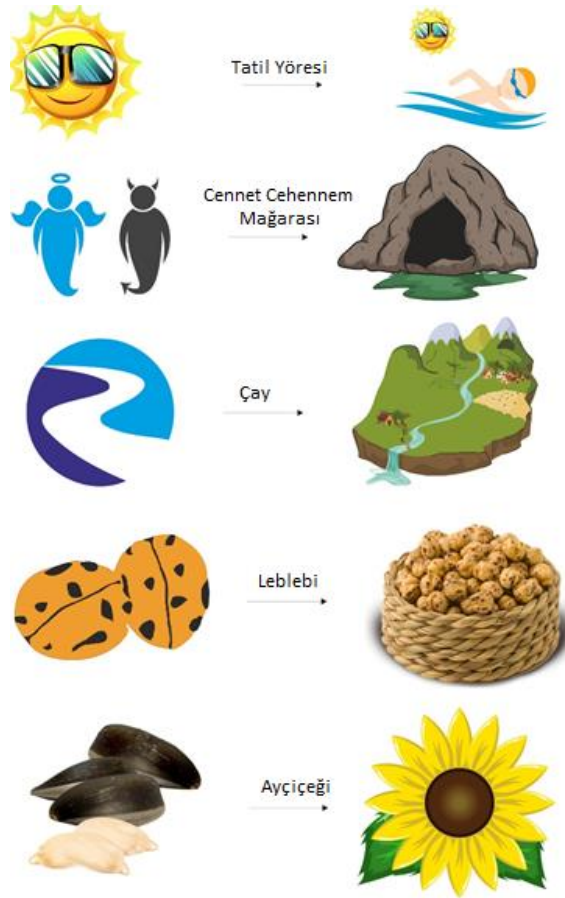 Tatil Yöresi
Cennet Cehennem
Mağarası
Çay
Leblebi
Ayçiçeği